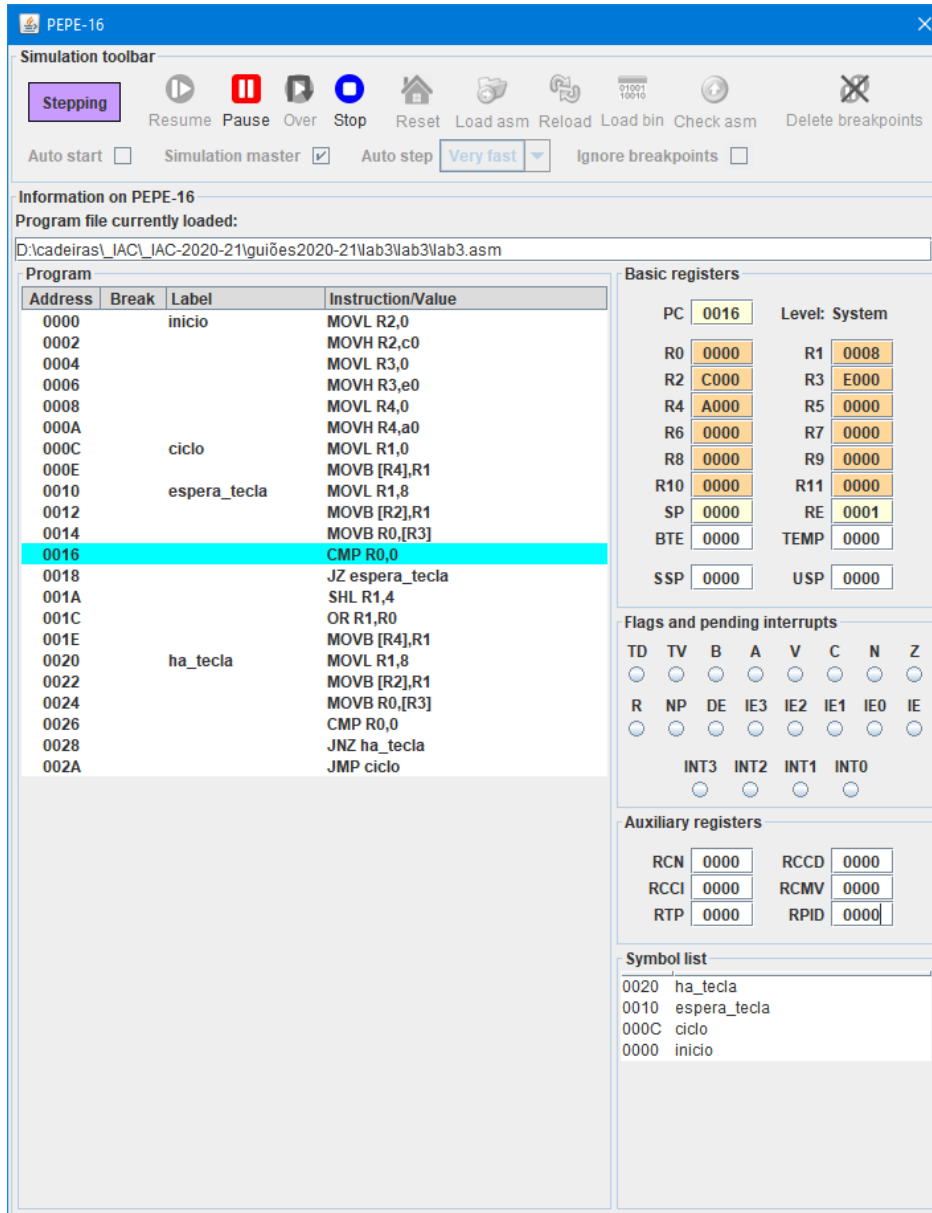 PEPE-16
Simulation toolbar
Stepping
Resume Pause Over Stop Reset Load asm Reload Load bin Check asm Delete breakpoints
Auto start Simulation master Auto step Very fast Ignore breakpoints
Information on PEPE-16
Program file currently loaded:
D:\cadeiras\_IAC\_IAC-2020-21\guiões2020-21\lab3\lab3\lab3.asm
Program
Address Break Label Instruction/Value
0000 inicio MOVL R2,0
0002 MOVH R2,c0
0004 MOVL R3,0
0006 MOVH R3,e0
0008 MOVL R4,0
000A MOVH R4,a0
000C ciclo MOVL R1,0
000E MOVB [R4],R1
0010 espera_tecla MOVL R1,8
0012 MOVB [R2],R1
0014 MOVB R0,[R3]
0016 CMP R0,0
0018 JZ espera_tecla
001A SHL R1,4
001C OR R1,R0
001E MOVB [R4],R1
0020 ha_tecla MOVL R1,8
0022 MOVB [R2],R1
0024 MOVB R0,[R3]
0026 CMP R0,0
0028 JNZ ha_tecla
002A JMP ciclo
Basic registers
PC 0016 Level: System
R0 0000 R1 0008
R2 C000 R3 E000
R4 A000 R5 0000
R6 0000 R7 0000
R8 0000 R9 0000
R10 0000 R11 0000
SP 0000 RE 0001
BTE 0000 TEMP 0000
SSP 0000 USP 0000
Flags and pending interrupts
TD TV B A V C N Z
R NP DE IE3 IE2 IE1 IE0 IE
INT3 INT2 INT1 INT0
Auxiliary registers
RCN 0000 RCCD 0000
RCCI 0000 RCMV 0000
RTP 0000 RPID 0000
Symbol list
0020 ha_tecla
0010 espera_tecla
000C ciclo
0000 inicio